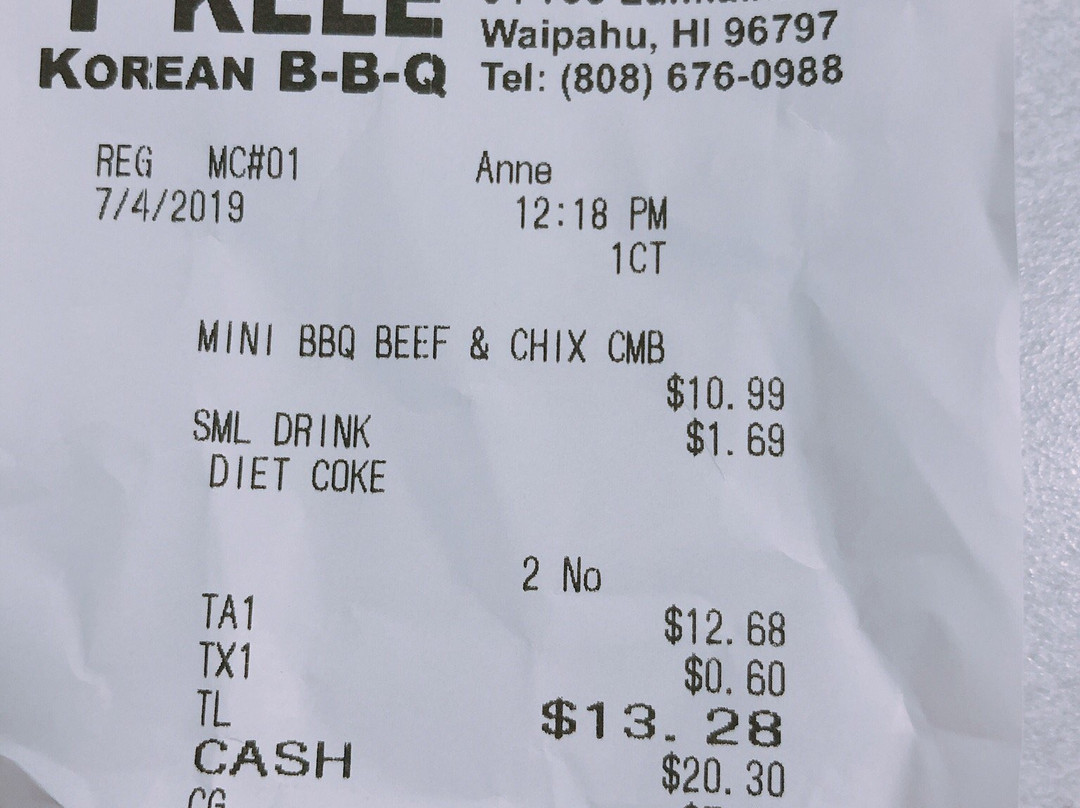 KOREAN B-B-Q
Waipahu, HI 96797
Tel: (808) 676-0988
REG MC#01 Anne
7/4/2019 12:18 PM
1CT
MINI BBQ BEEF & CHIX CMB
$10.99
SML DRINK $1.69
DIET COKE
2 No
TA1 $12.68
TX1 $0.60
TL $13.28
CASH $20.30
CG